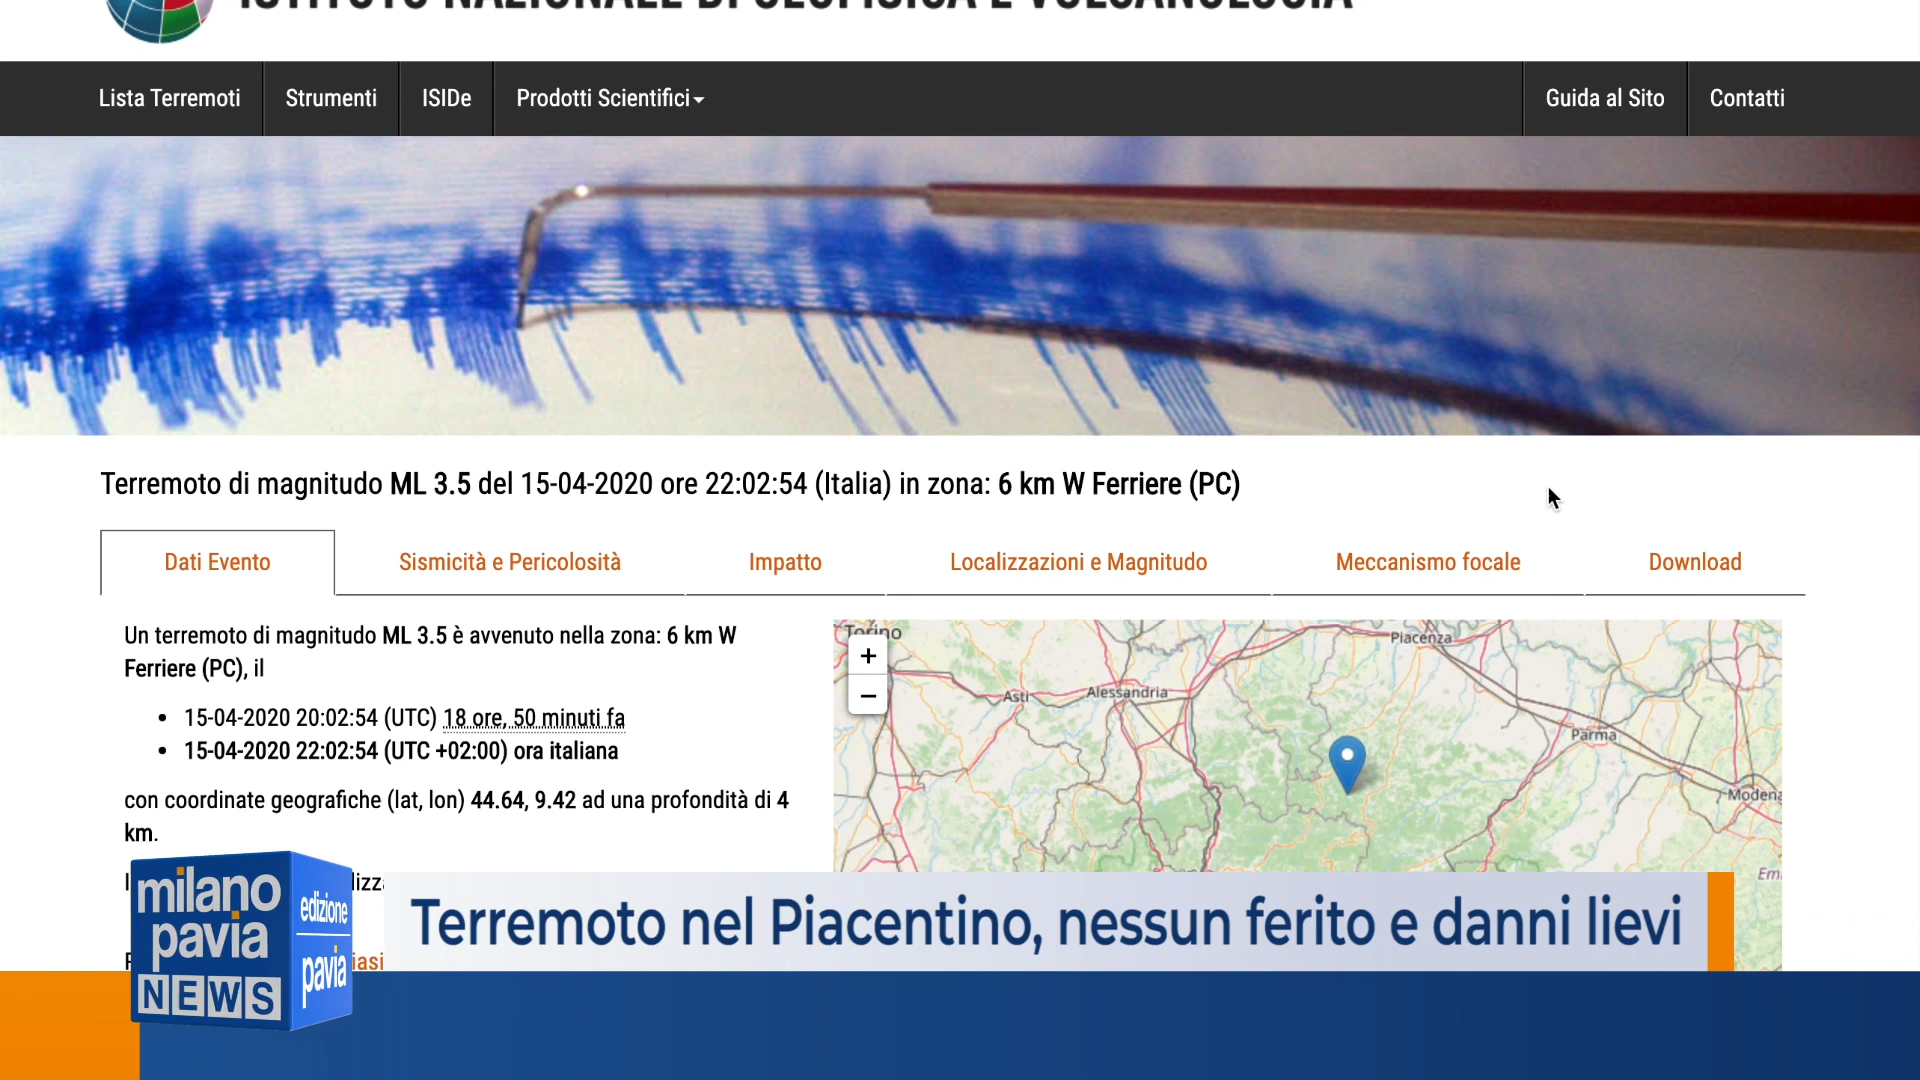 ISTITUTO NAZIONALE DI GEOFISICA E VULCANOLOGIA
Lista Terremoti
Strumenti
ISIDe
Prodotti Scientifici
Guida al Sito
Contatti
Terremoto di magnitudo ML 3.5 del 15-04-2020 ore 22:02:54 (Italia) in zona: 6 km W Ferriere (PC)
Dati Evento
Sismicità e Pericolosità
Impatto
Localizzazioni e Magnitudo
Meccanismo focale
Download
Un terremoto di magnitudo ML 3.5 è avvenuto nella zona: 6 km W
Ferriere (PC), il
15-04-2020 20:02:54 (UTC) 18 ore, 50 minuti fa
15-04-2020 22:02:54 (UTC +02:00) ora italiana
con coordinate geografiche (lat, lon) 44.64, 9.42 ad una profondità di 4
km.
+
−
Torino
Asti
Alessandria
Piacenza
Parma
Modena
milano
pavia
NEWS
edizione
pavia
Terremoto nel Piacentino, nessun ferito e danni lievi